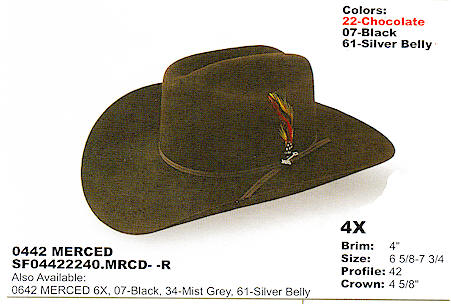 Colors:
22-Chocolate
07-Black
61-Silver Belly
0442 MERCED
SF04422240.MRCD- -R
Also Available:
0642 MERCED 6X, 07-Black, 34-Mist Grey, 61-Silver Belly
4X
Brim: 4"
Size: 6 5/8-7 3/4
Profile: 42
Crown: 4 5/8"